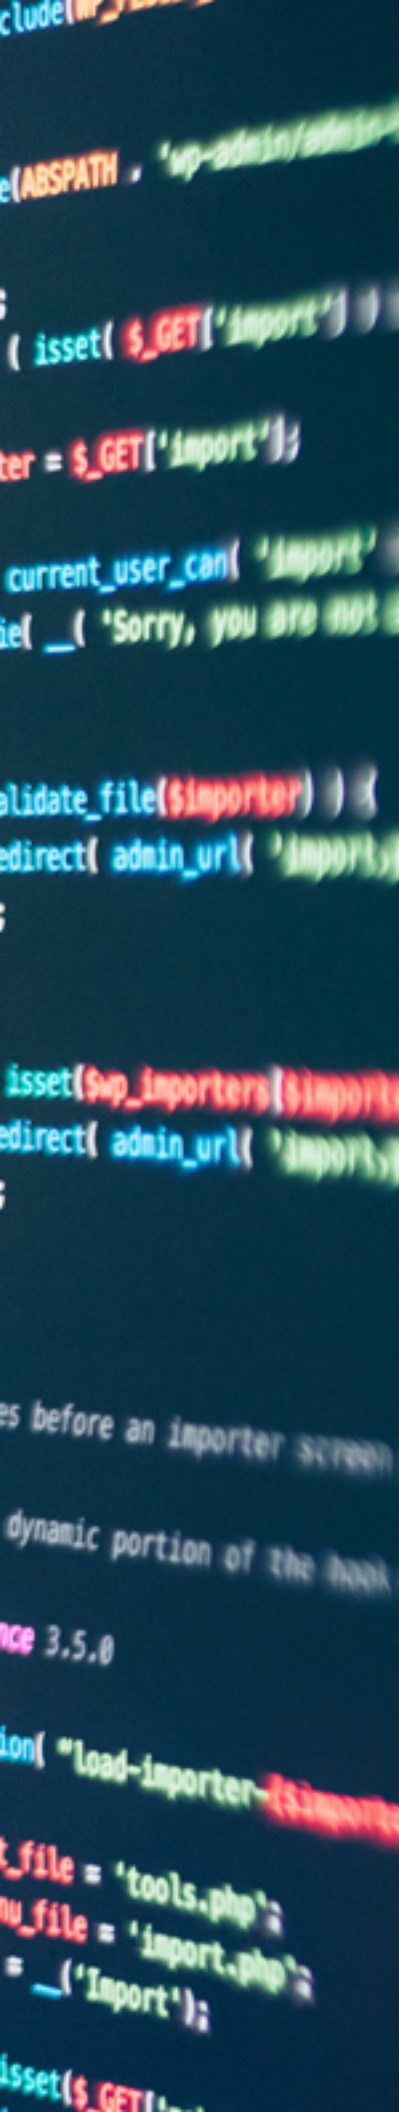 clude(
e(ABSPATH . 'wp-admin/admin
;
( isset( $_GET['import'] )
ter = $_GET['import'];
current_user_can( 'import'
ie( __( 'Sorry, you are not
alidate_file($importer) ) {
edirect( admin_url( 'import.p
;
isset($wp_importers[$import
edirect( admin_url( 'import.p
;
es before an importer screen
dynamic portion of the hook
nce 3.5.0
ion( "load-importer-{$import
t_file = 'tools.php';
nu_file = 'import.php';
= __('Import');
isset($_GET['